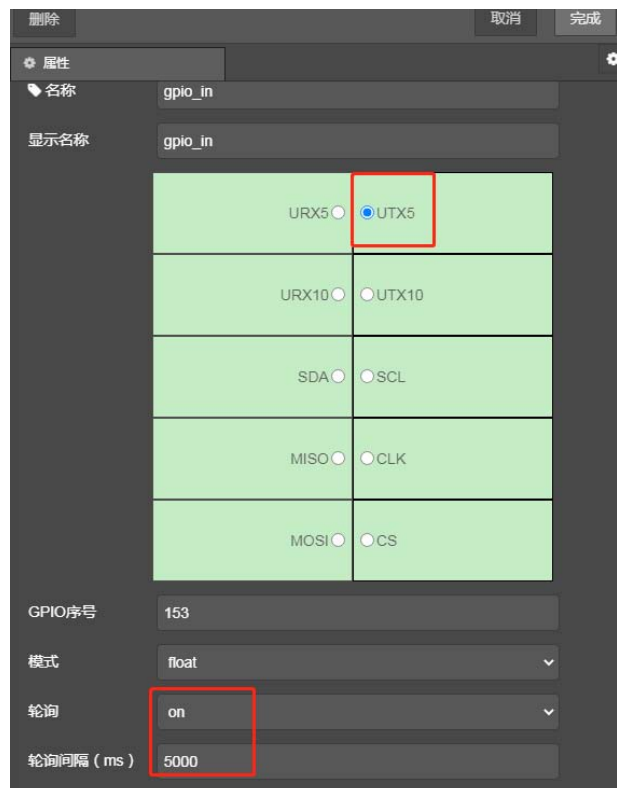 删除 取消 完成
属性
名称 gpio_in
显示名称 gpio_in
URX5 UTX5
URX10 UTX10
SDA SCL
MISO CLK
MOSI CS
GPIO序号 153
模式 float
轮询 on
轮询间隔（ms） 5000